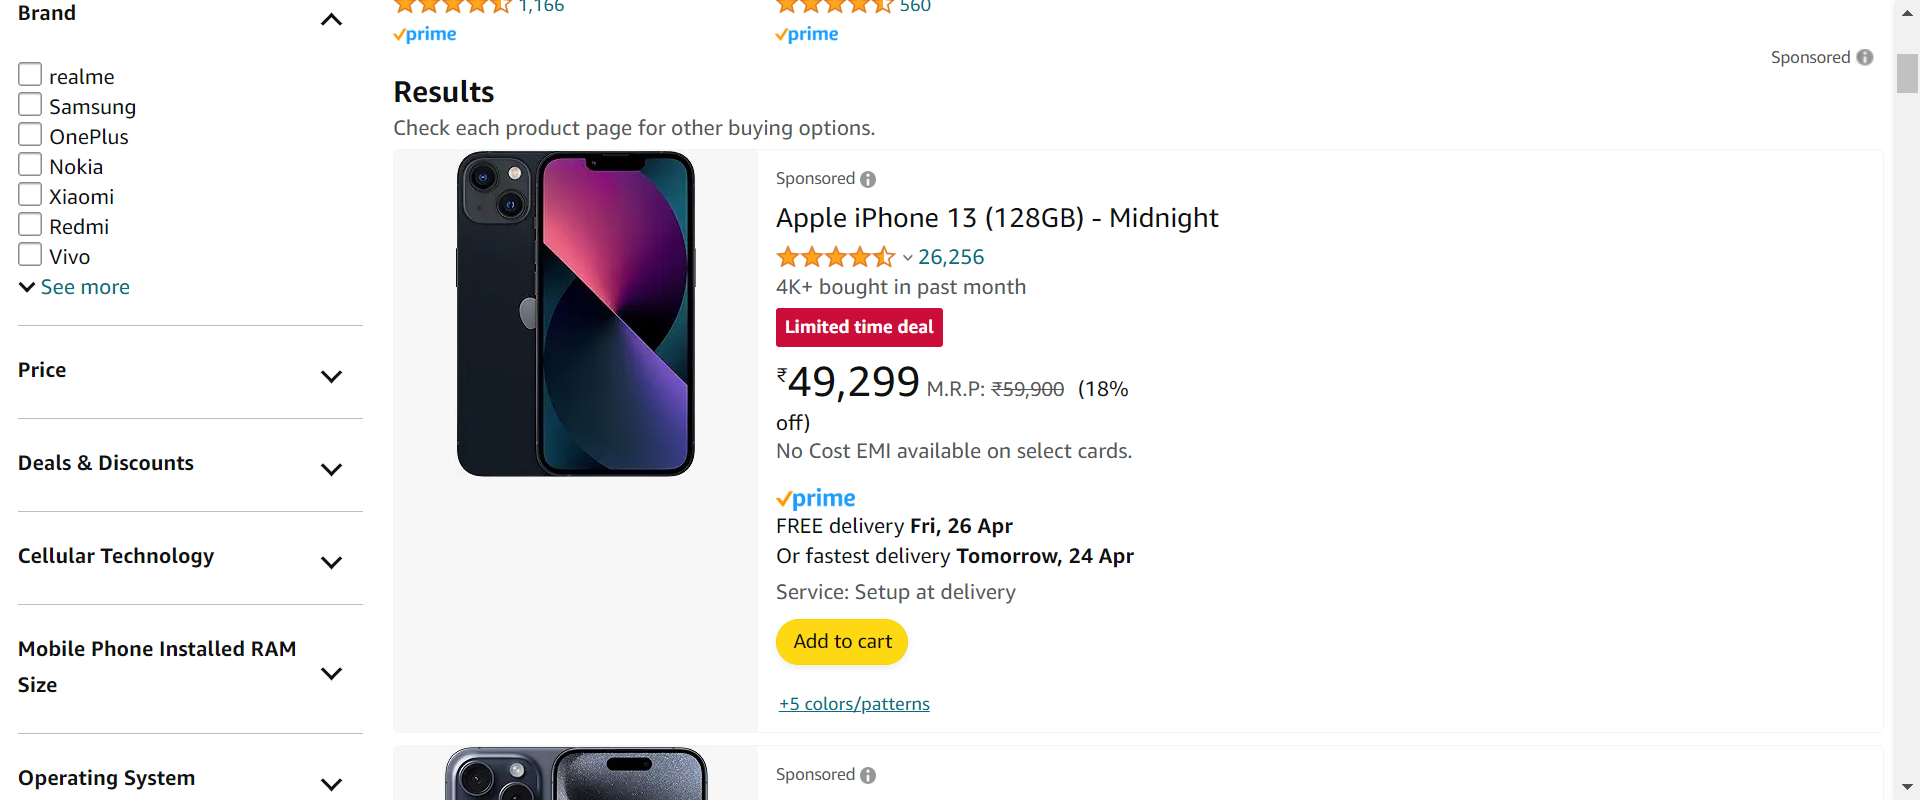 Brand
realme
Samsung
OnePlus
Nokia
Xiaomi
Redmi
Vivo
See more
Price
Deals & Discounts
Cellular Technology
Mobile Phone Installed RAM
Size
Operating System
1,166
560
prime
prime
Sponsored
Results
Check each product page for other buying options.
Sponsored
Apple iPhone 13 (128GB) - Midnight
26,256
4K+ bought in past month
Limited time deal
₹49,299 M.R.P: ₹59,900 (18%
off)
No Cost EMI available on select cards.
prime
FREE delivery Fri, 26 Apr
Or fastest delivery Tomorrow, 24 Apr
Service: Setup at delivery
Add to cart
+5 colors/patterns
Sponsored